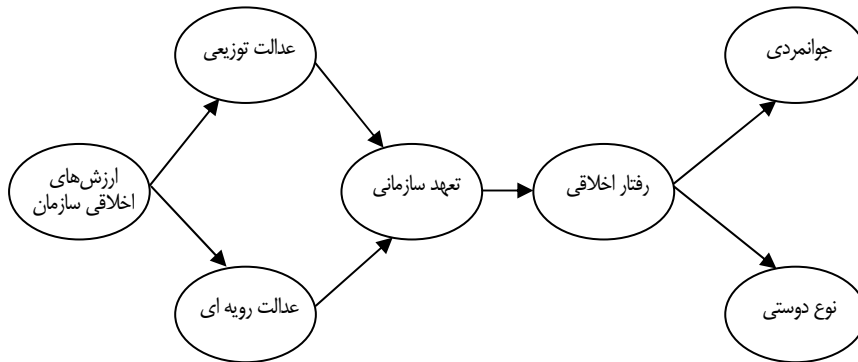 عدالت توزیعی
جوانمردی
ارزش‌های
اخلاقی سازمان
تعهد سازمانی
رفتار اخلاقی
عدالت رویه ای
نوع دوستی